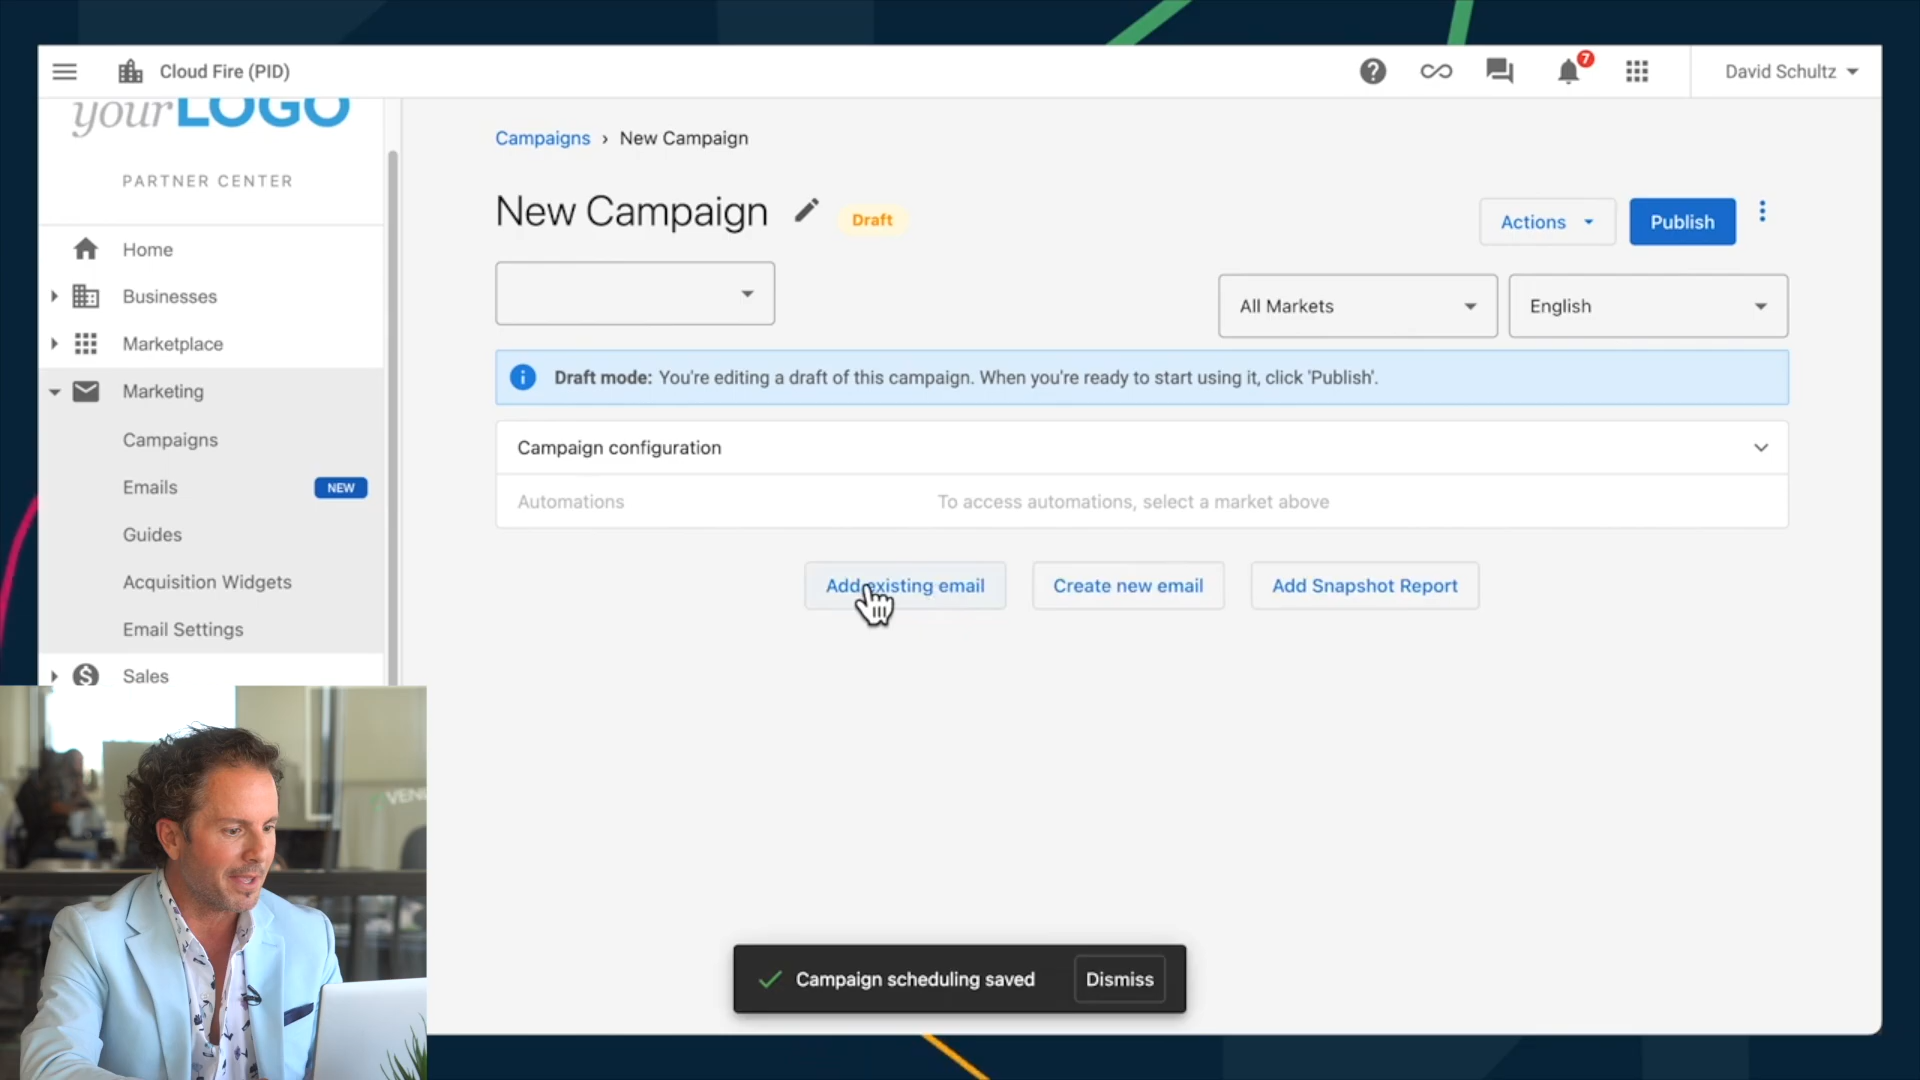 Cloud Fire (PID)
7
David Schultz
yourLOGO
PARTNER CENTER
Home
Businesses
Marketplace
Marketing
Campaigns
Emails NEW
Guides
Acquisition Widgets
Email Settings
Sales
Campaigns › New Campaign
New Campaign Draft
Actions Publish
All Markets English
Draft mode: You're editing a draft of this campaign. When you're ready to start using it, click 'Publish'.
Campaign configuration
Automations To access automations, select a market above
Add existing email Create new email Add Snapshot Report
Campaign scheduling saved Dismiss